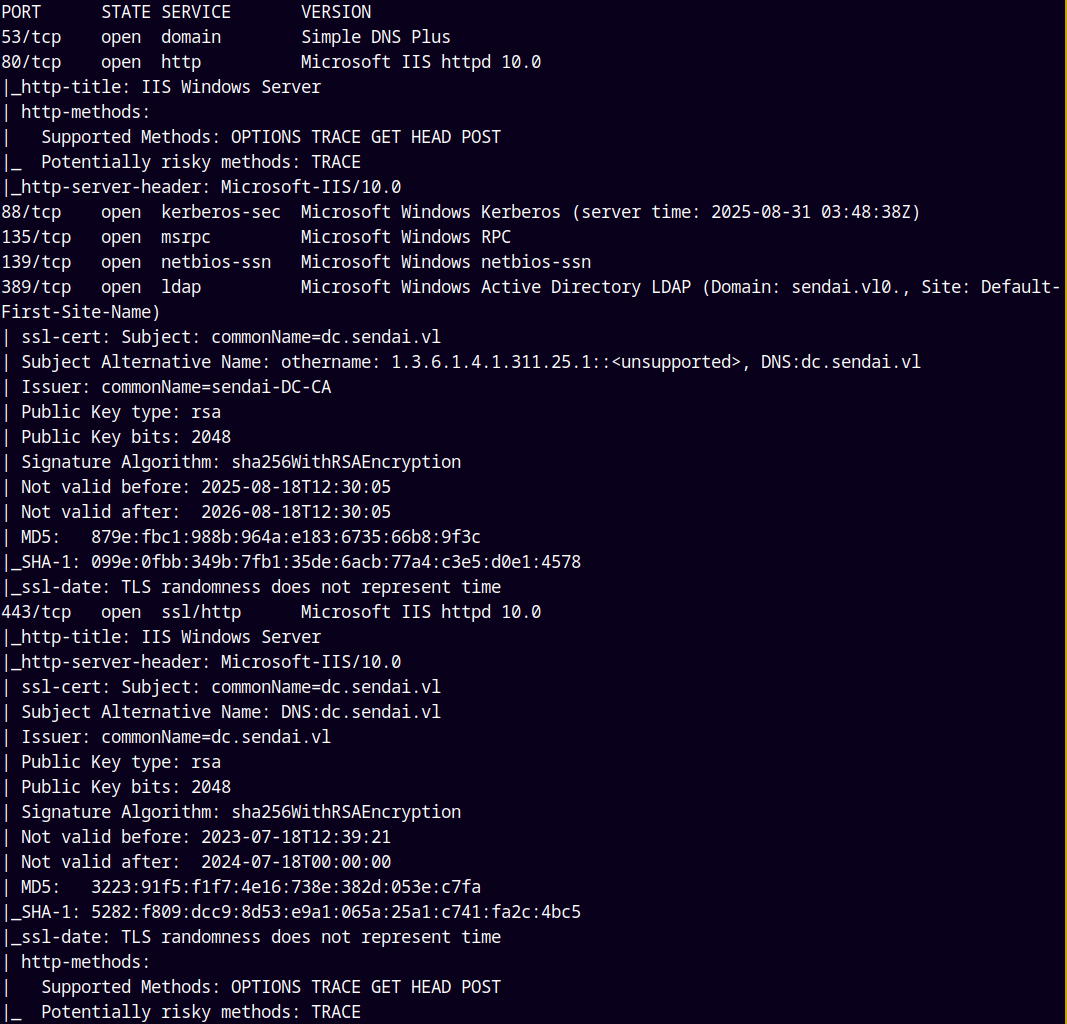 PORT      STATE SERVICE       VERSION
53/tcp    open  domain        Simple DNS Plus
80/tcp    open  http          Microsoft IIS httpd 10.0
|_http-title: IIS Windows Server
| http-methods:
|   Supported Methods: OPTIONS TRACE GET HEAD POST
|_  Potentially risky methods: TRACE
|_http-server-header: Microsoft-IIS/10.0
88/tcp    open  kerberos-sec  Microsoft Windows Kerberos (server time: 2025-08-31 03:48:38Z)
135/tcp   open  msrpc         Microsoft Windows RPC
139/tcp   open  netbios-ssn   Microsoft Windows netbios-ssn
389/tcp   open  ldap          Microsoft Windows Active Directory LDAP (Domain: sendai.vl0., Site: Default-
First-Site-Name)
| ssl-cert: Subject: commonName=dc.sendai.vl
| Subject Alternative Name: othername: 1.3.6.1.4.1.311.25.1::<unsupported>, DNS:dc.sendai.vl
| Issuer: commonName=sendai-DC-CA
| Public Key type: rsa
| Public Key bits: 2048
| Signature Algorithm: sha256WithRSAEncryption
| Not valid before: 2025-08-18T12:30:05
| Not valid after:  2026-08-18T12:30:05
| MD5:   879e:fbc1:988b:964a:e183:6735:66b8:9f3c
|_SHA-1: 099e:0fbb:349b:7fb1:35de:6acb:77a4:c3e5:d0e1:4578
|_ssl-date: TLS randomness does not represent time
443/tcp   open  ssl/http      Microsoft IIS httpd 10.0
|_http-title: IIS Windows Server
|_http-server-header: Microsoft-IIS/10.0
| ssl-cert: Subject: commonName=dc.sendai.vl
| Subject Alternative Name: DNS:dc.sendai.vl
| Issuer: commonName=dc.sendai.vl
| Public Key type: rsa
| Public Key bits: 2048
| Signature Algorithm: sha256WithRSAEncryption
| Not valid before: 2023-07-18T12:39:21
| Not valid after:  2024-07-18T00:00:00
| MD5:   3223:91f5:f1f7:4e16:738e:382d:053e:c7fa
|_SHA-1: 5282:f809:dcc9:8d53:e9a1:065a:25a1:c741:fa2c:4bc5
|_ssl-date: TLS randomness does not represent time
| http-methods:
|   Supported Methods: OPTIONS TRACE GET HEAD POST
|_  Potentially risky methods: TRACE